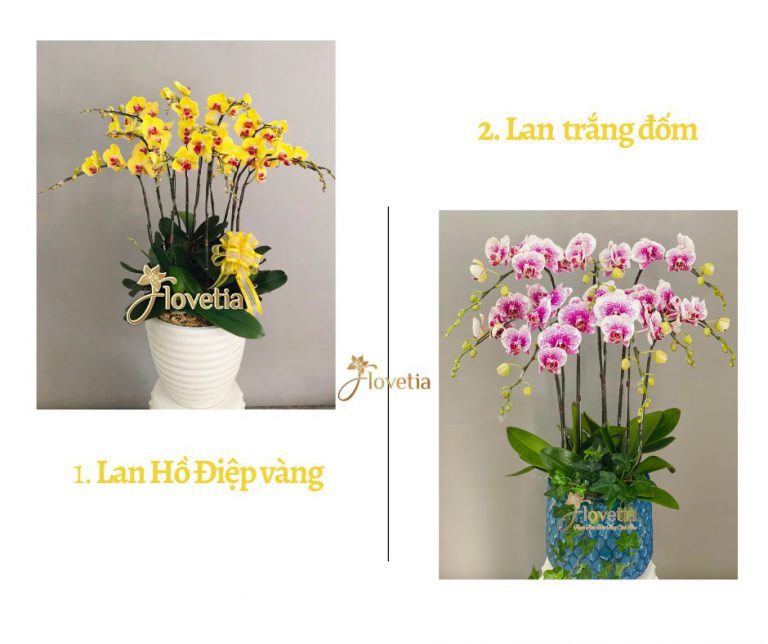 Flovetia
1. Lan Hồ Điệp vàng
Flovetia
2. Lan trắng đốm
Flovetia